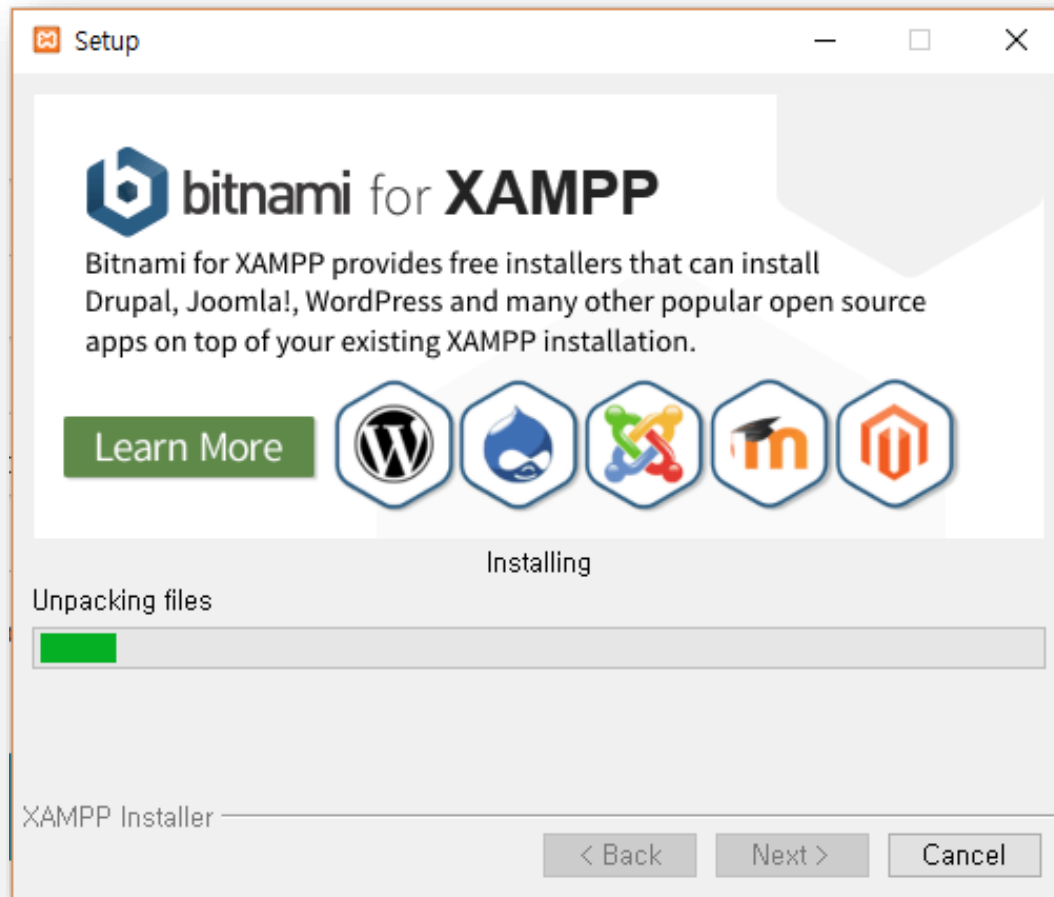 Setup
bitnami for XAMPP
Bitnami for XAMPP provides free installers that can install
Drupal, Joomla!, WordPress and many other popular open source
apps on top of your existing XAMPP installation.
Learn More
Installing
Unpacking files
XAMPP Installer
< Back
Next >
Cancel